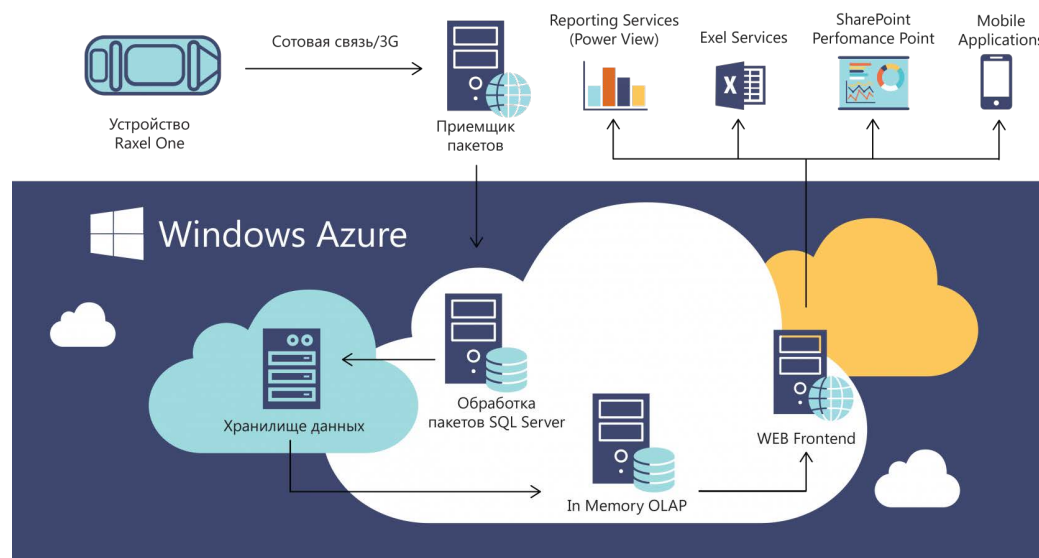 Устройство
Raxel One
Сотовая связь/3G
Приемщик
пакетов
Reporting Services
(Power View)
Exel Services
SharePoint
Perfomance Point
Mobile
Applications
X
Windows Azure
Хранилище данных
Обработка
пакетов SQL Server
In Memory OLAP
WEB Frontend